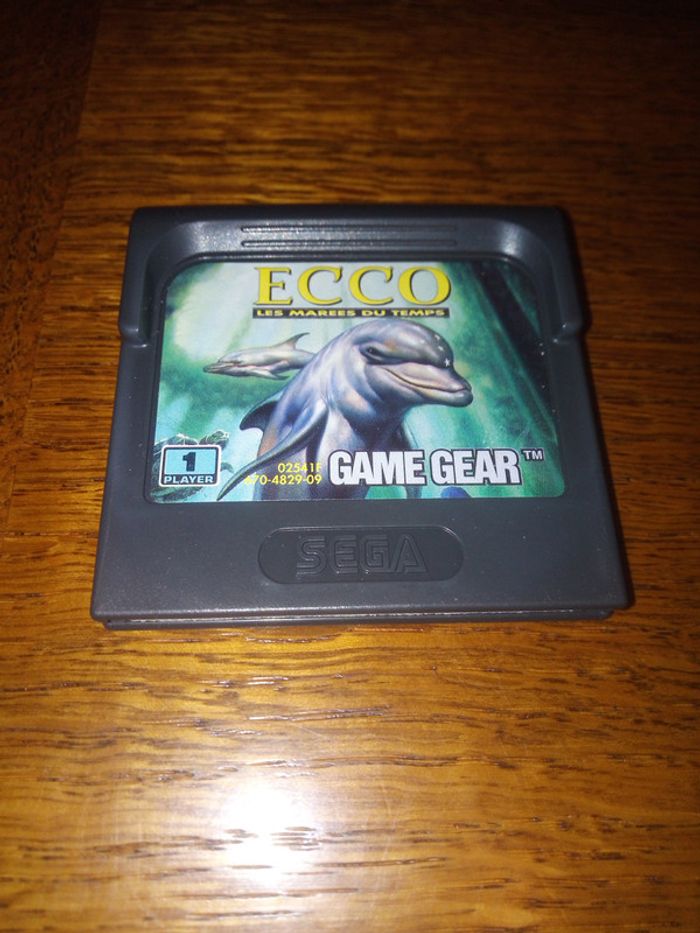 ECCO
LES MAREES DU TEMPS
1
PLAYER
02541F
670-4829-09
GAME GEAR™
SEGA